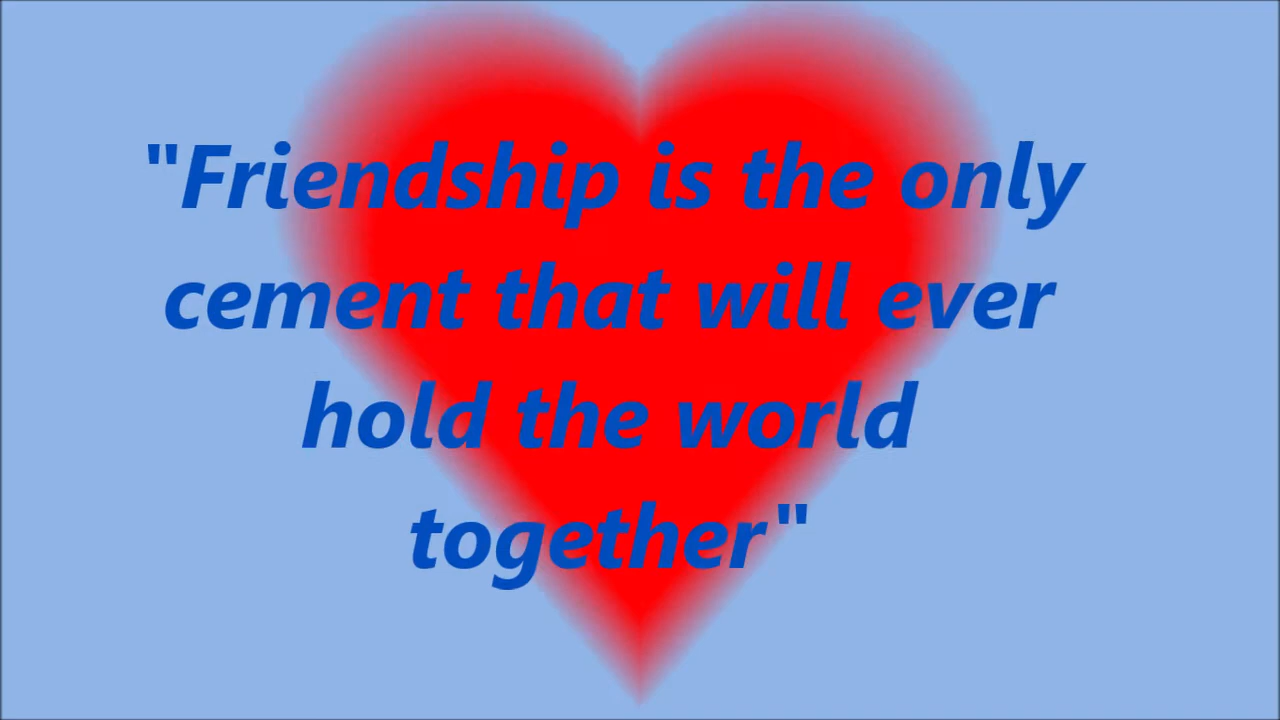 "Friendship is the only
cement that will ever
hold the world
together"